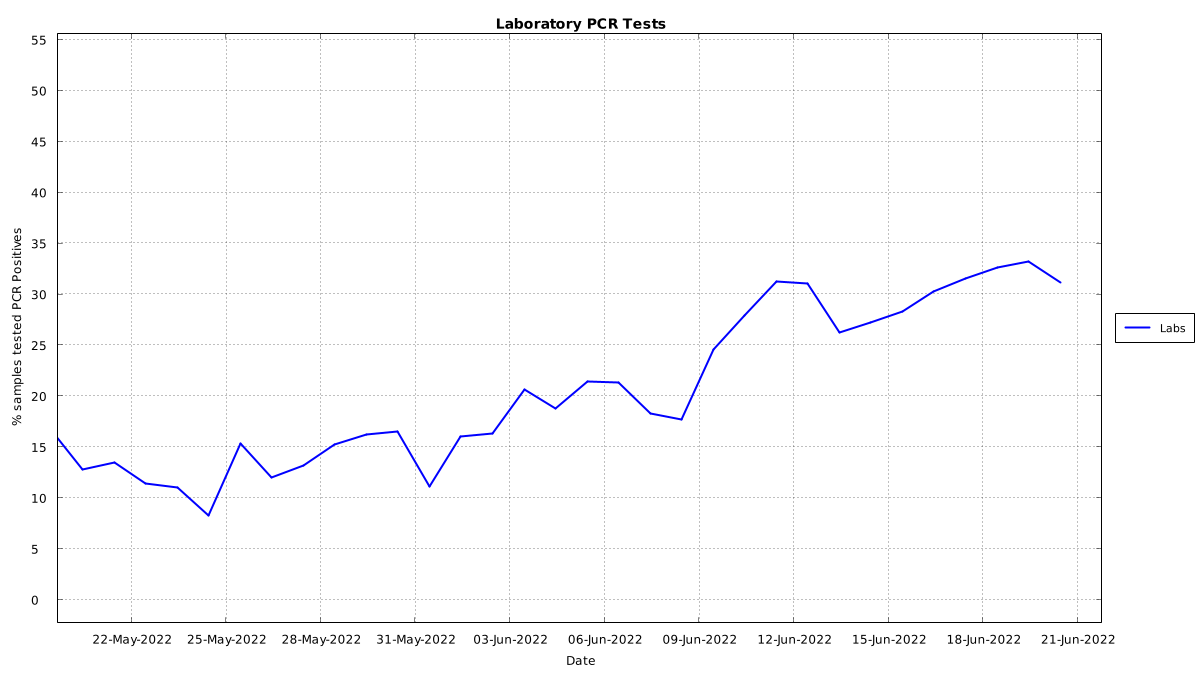 Laboratory PCR Tests
55
50
45
40
35
30
25
20
15
10
5
0
% samples tested PCR Positives
22-May-2022 25-May-2022 28-May-2022 31-May-2022 03-Jun-2022 06-Jun-2022 09-Jun-2022 12-Jun-2022 15-Jun-2022 18-Jun-2022 21-Jun-2022
Date
Labs